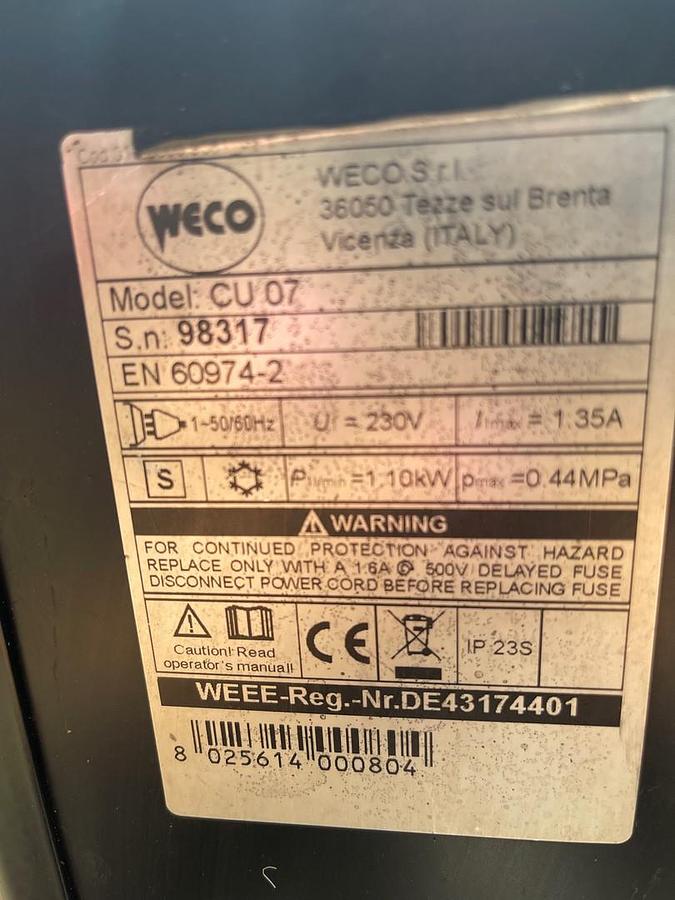 WECO
WECO S.r.l.
36050 Tezze sul Brenta
Vicenza (ITALY)
Model: CU 07
S.n: 98317
EN 60974-2
1~50/60Hz
= 230V
I1max = 1.35A
S
P1l/min =1.10kW
pmax =0.44MPa
WARNING
FOR CONTINUED PROTECTION AGAINST HAZARD
REPLACE ONLY WITH A 1.6A 500V DELAYED FUSE
DISCONNECT POWER CORD BEFORE REPLACING FUSE
Caution! Read
operator's manual!
CE
IP 23S
WEEE-Reg.-Nr.DE43174401
8 025614 000804